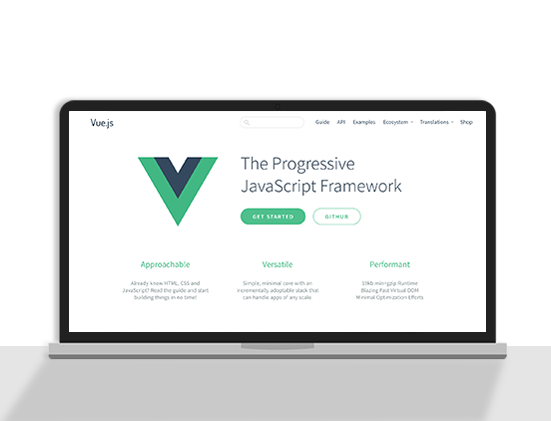 Vue.js
Guide API Examples Ecosystem Translations Shop
The Progressive
JavaScript Framework
GET STARTED GITHUB
Approachable Versatile Performant
Already know HTML, CSS and
JavaScript? Read the guide and start
building things in no time!
Simple, minimal core with an
incrementally adoptable stack that
can handle apps of any scale.
20kb min+gzip Runtime
Blazing Fast Virtual DOM
Minimal Optimization Efforts